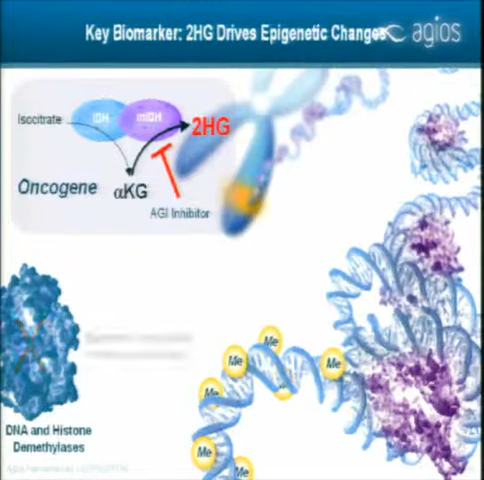 Key Biomarker: 2HG Drives Epigenetic Changes
agios
Isocitrate
IDH
mIDH
2HG
Oncogene
αKG
AGI Inhibitor
Me
Me
Me
Me
Me
Me
Me
DNA and Histone
Demethylases